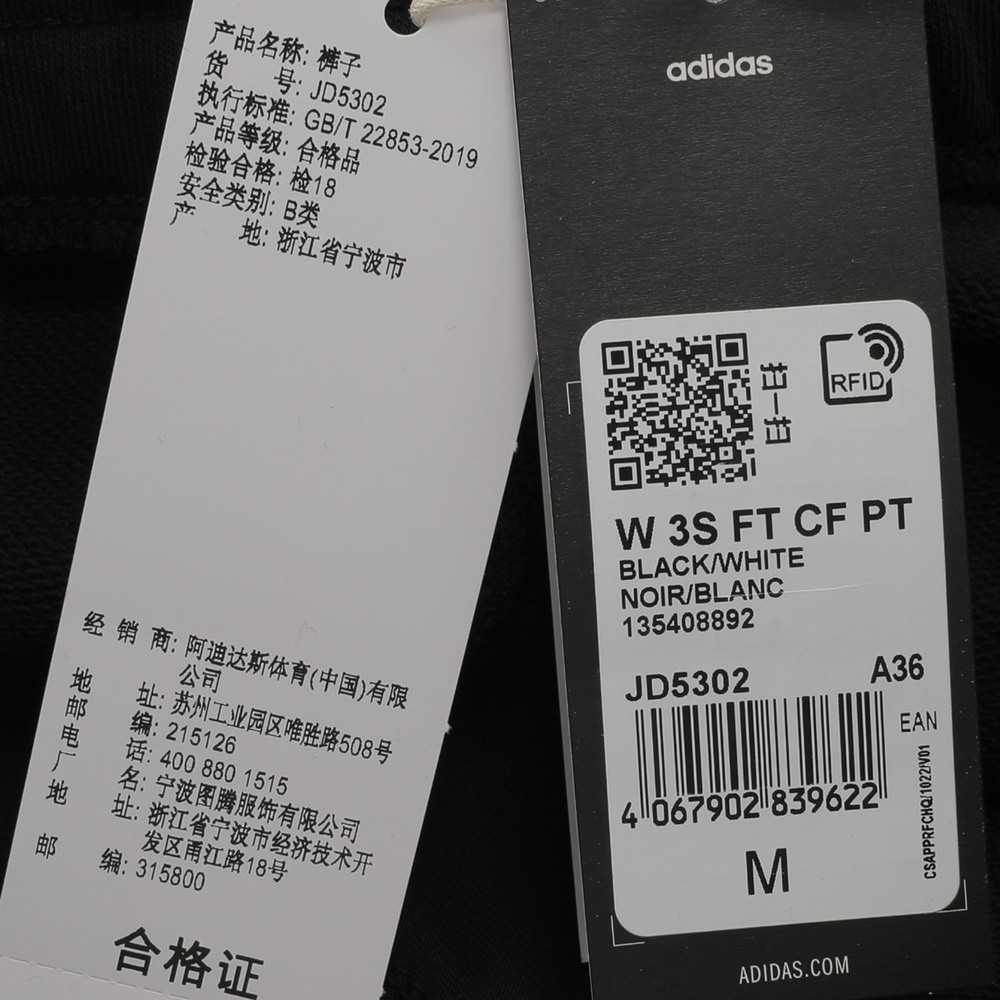 产品名称: 裤子
货 号: JD5302
执行标准: GB/T 22853-2019
产品等级: 合格品
检验合格: 检18
安全类别: B类
产 地: 浙江省宁波市
经 销 商: 阿迪达斯体育(中国)有限
公司
地 址: 苏州工业园区唯胜路508号
邮 编: 215126
电 话: 400 880 1515
厂 名: 宁波图腾服饰有限公司
地 址: 浙江省宁波市经济技术开
发区甬江路18号
邮 编: 315800
合格证
adidas
扫一扫
RFID
W 3S FT CF PT
BLACK/WHITE
NOIR/BLANC
135408892
JD5302 A36
EAN
4 067902 839622
CSAPPRFCHQ/1022/V01
M
ADIDAS.COM